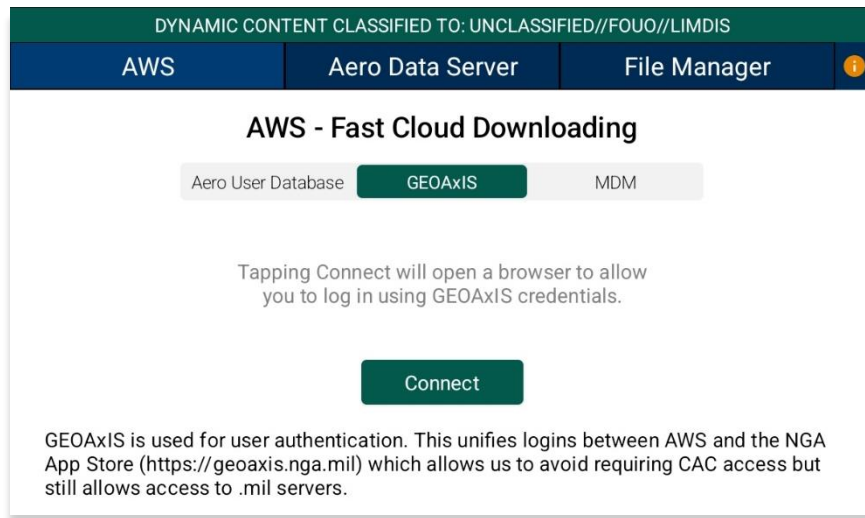 DYNAMIC CONTENT CLASSIFIED TO: UNCLASSIFIED//FOUO//LIMDIS
AWS Aero Data Server File Manager
AWS - Fast Cloud Downloading
Aero User Database GEOAxIS MDM
Tapping Connect will open a browser to allow
you to log in using GEOAxIS credentials.
Connect
GEOAxIS is used for user authentication. This unifies logins between AWS and the NGA
App Store (https://geoaxis.nga.mil) which allows us to avoid requiring CAC access but
still allows access to .mil servers.